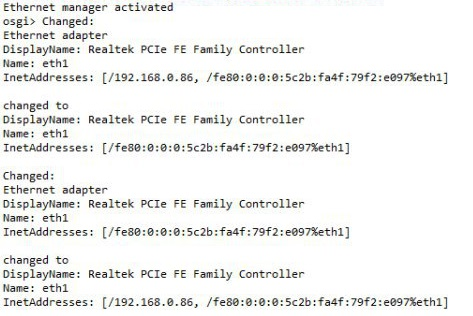 Ethernet manager activated
osgi> Changed:
Ethernet adapter
DisplayName: Realtek PCIe FE Family Controller
Name: eth1
InetAddresses: [/192.168.0.86, /fe80:0:0:0:5c2b:fa4f:79f2:e097%eth1]
changed to
DisplayName: Realtek PCIe FE Family Controller
Name: eth1
InetAddresses: [/fe80:0:0:0:5c2b:fa4f:79f2:e097%eth1]
Changed:
Ethernet adapter
DisplayName: Realtek PCIe FE Family Controller
Name: eth1
InetAddresses: [/fe80:0:0:0:5c2b:fa4f:79f2:e097%eth1]
changed to
DisplayName: Realtek PCIe FE Family Controller
Name: eth1
InetAddresses: [/192.168.0.86, /fe80:0:0:0:5c2b:fa4f:79f2:e097%eth1]